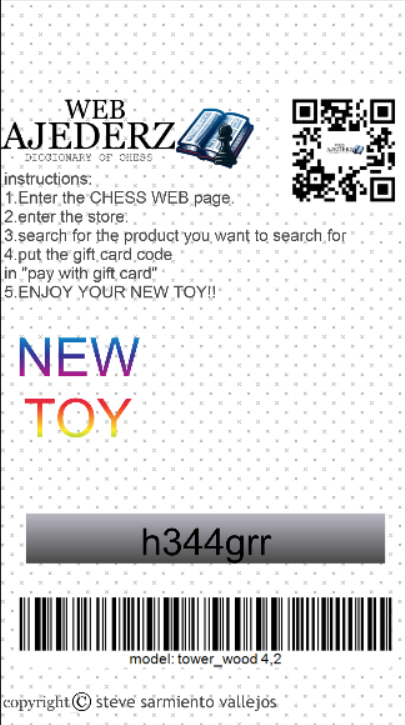 WEB
AJEDERZ
DICCIONARY OF CHESS
instructions:
1.Enter the CHESS WEB page.
2.enter the store.
3.search for the product you want to search for
4.put the gift card code
in "pay with gift card"
5.ENJOY YOUR NEW TOY!!
NEW
TOY
h344grr
model: tower_wood 4,2
copyright © steve sarmiento vallejos